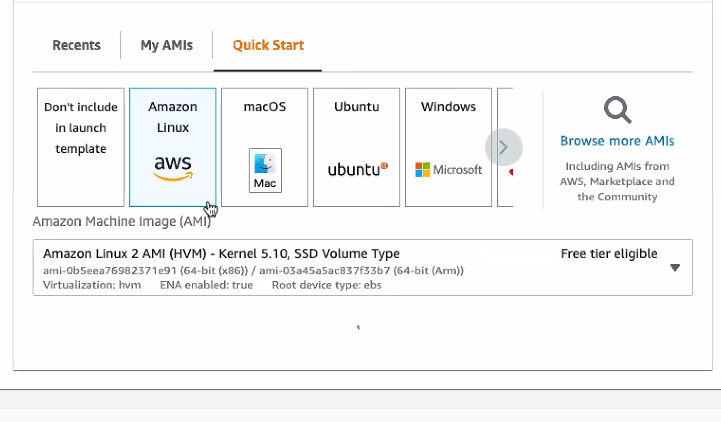 Recents
My AMIs
Quick Start
Don't include
in launch
template
Amazon
Linux
aws
macOS
Mac
Ubuntu
ubuntu
Windows
Microsoft
Browse more AMIs
Including AMIs from
AWS, Marketplace and
the Community
Amazon Machine Image (AMI)
Amazon Linux 2 AMI (HVM) - Kernel 5.10, SSD Volume Type
Free tier eligible
ami-0b5eea76982371e91 (64-bit (x86)) / ami-03a45a5ac837f33b7 (64-bit (Arm))
Virtualization: hvm ENA enabled: true Root device type: ebs